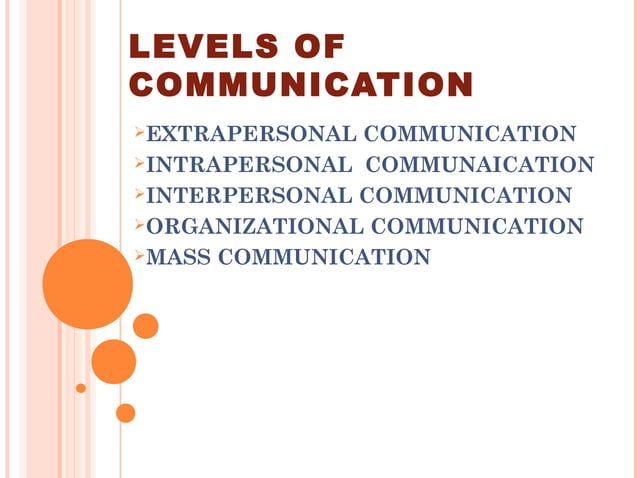 LEVELS OF
COMMUNICATION
➢EXTRAPERSONAL COMMUNICATION
➢INTRAPERSONAL COMMUNAICATION
➢INTERPERSONAL COMMUNICATION
➢ORGANIZATIONAL COMMUNICATION
➢MASS COMMUNICATION